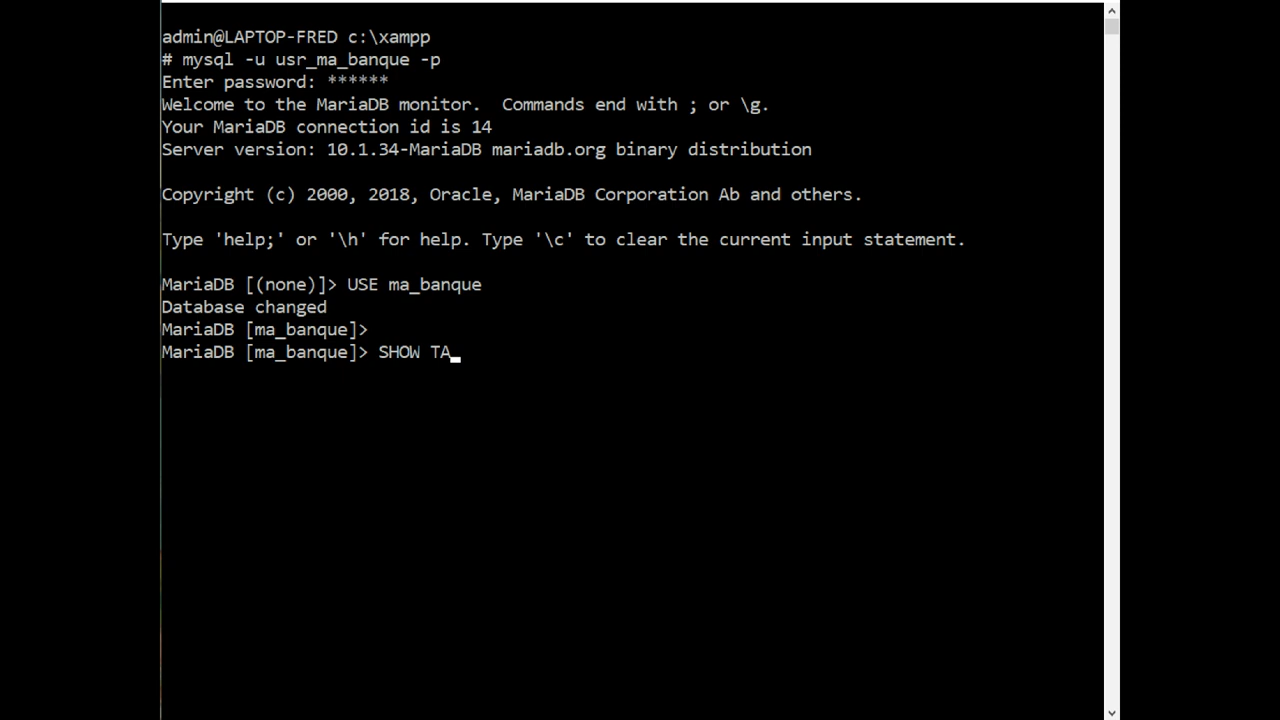 admin@LAPTOP-FRED c:\xampp
# mysql -u usr_ma_banque -p
Enter password: ******
Welcome to the MariaDB monitor.  Commands end with ; or \g.
Your MariaDB connection id is 14
Server version: 10.1.34-MariaDB mariadb.org binary distribution
Copyright (c) 2000, 2018, Oracle, MariaDB Corporation Ab and others.
Type 'help;' or '\h' for help. Type '\c' to clear the current input statement.
MariaDB [(none)]> USE ma_banque
Database changed
MariaDB [ma_banque]>
MariaDB [ma_banque]> SHOW TA